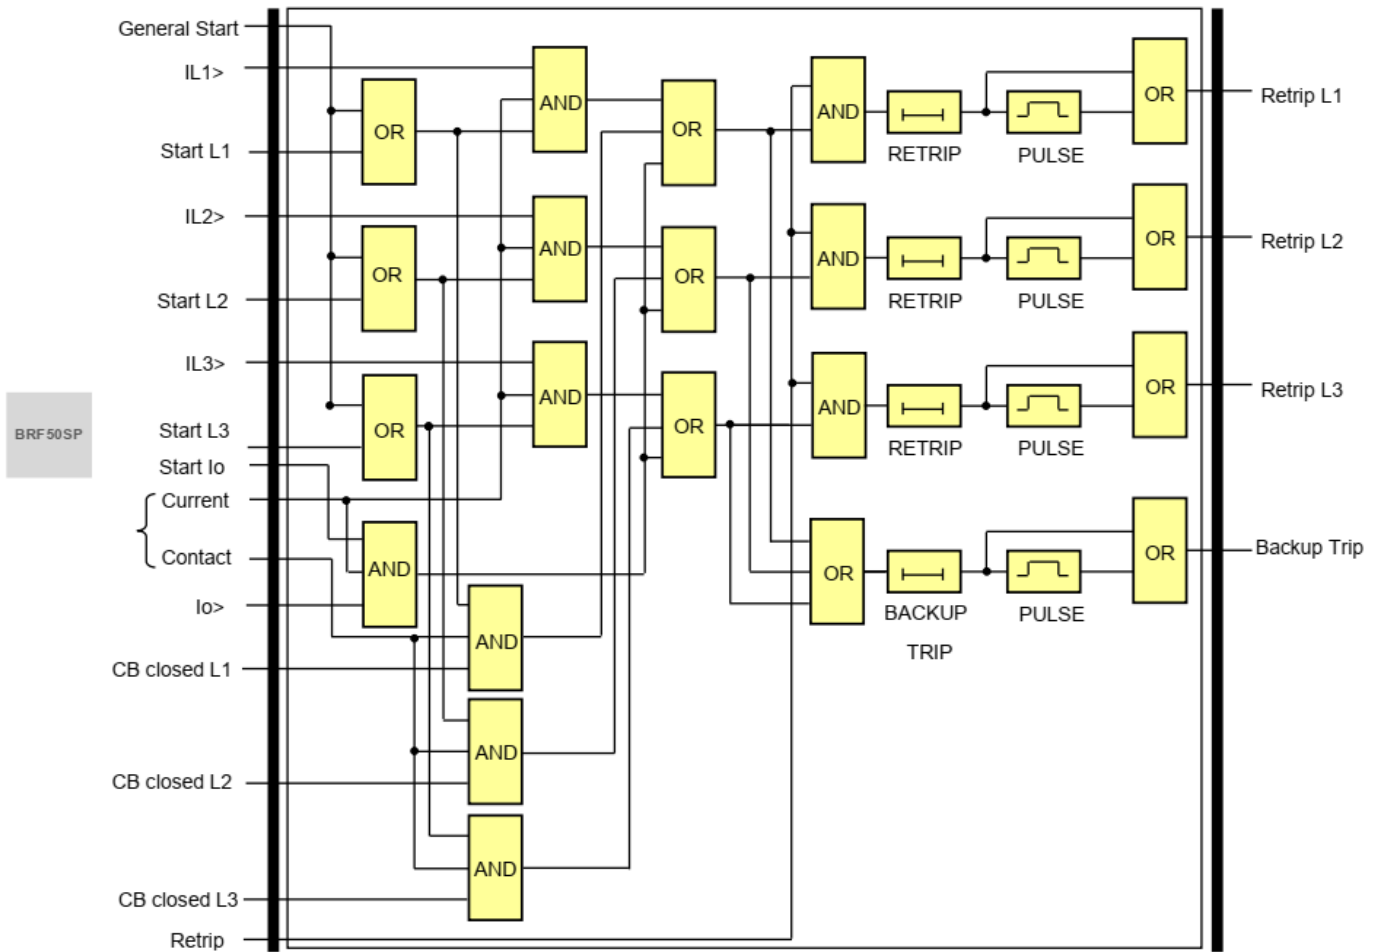 General Start
IL1>
Start L1
IL2>
Start L2
IL3>
Start L3
Start Io
Current
Contact
Io>
CB closed L1
CB closed L2
CB closed L3
Retrip
BRF50SP
OR
OR
OR
AND
AND
AND
AND
AND
AND
AND
OR
OR
OR
AND
RETRIP
PULSE
OR
Retrip L1
AND
RETRIP
PULSE
OR
Retrip L2
AND
RETRIP
PULSE
OR
Retrip L3
OR
BACKUP
TRIP
PULSE
OR
Backup Trip